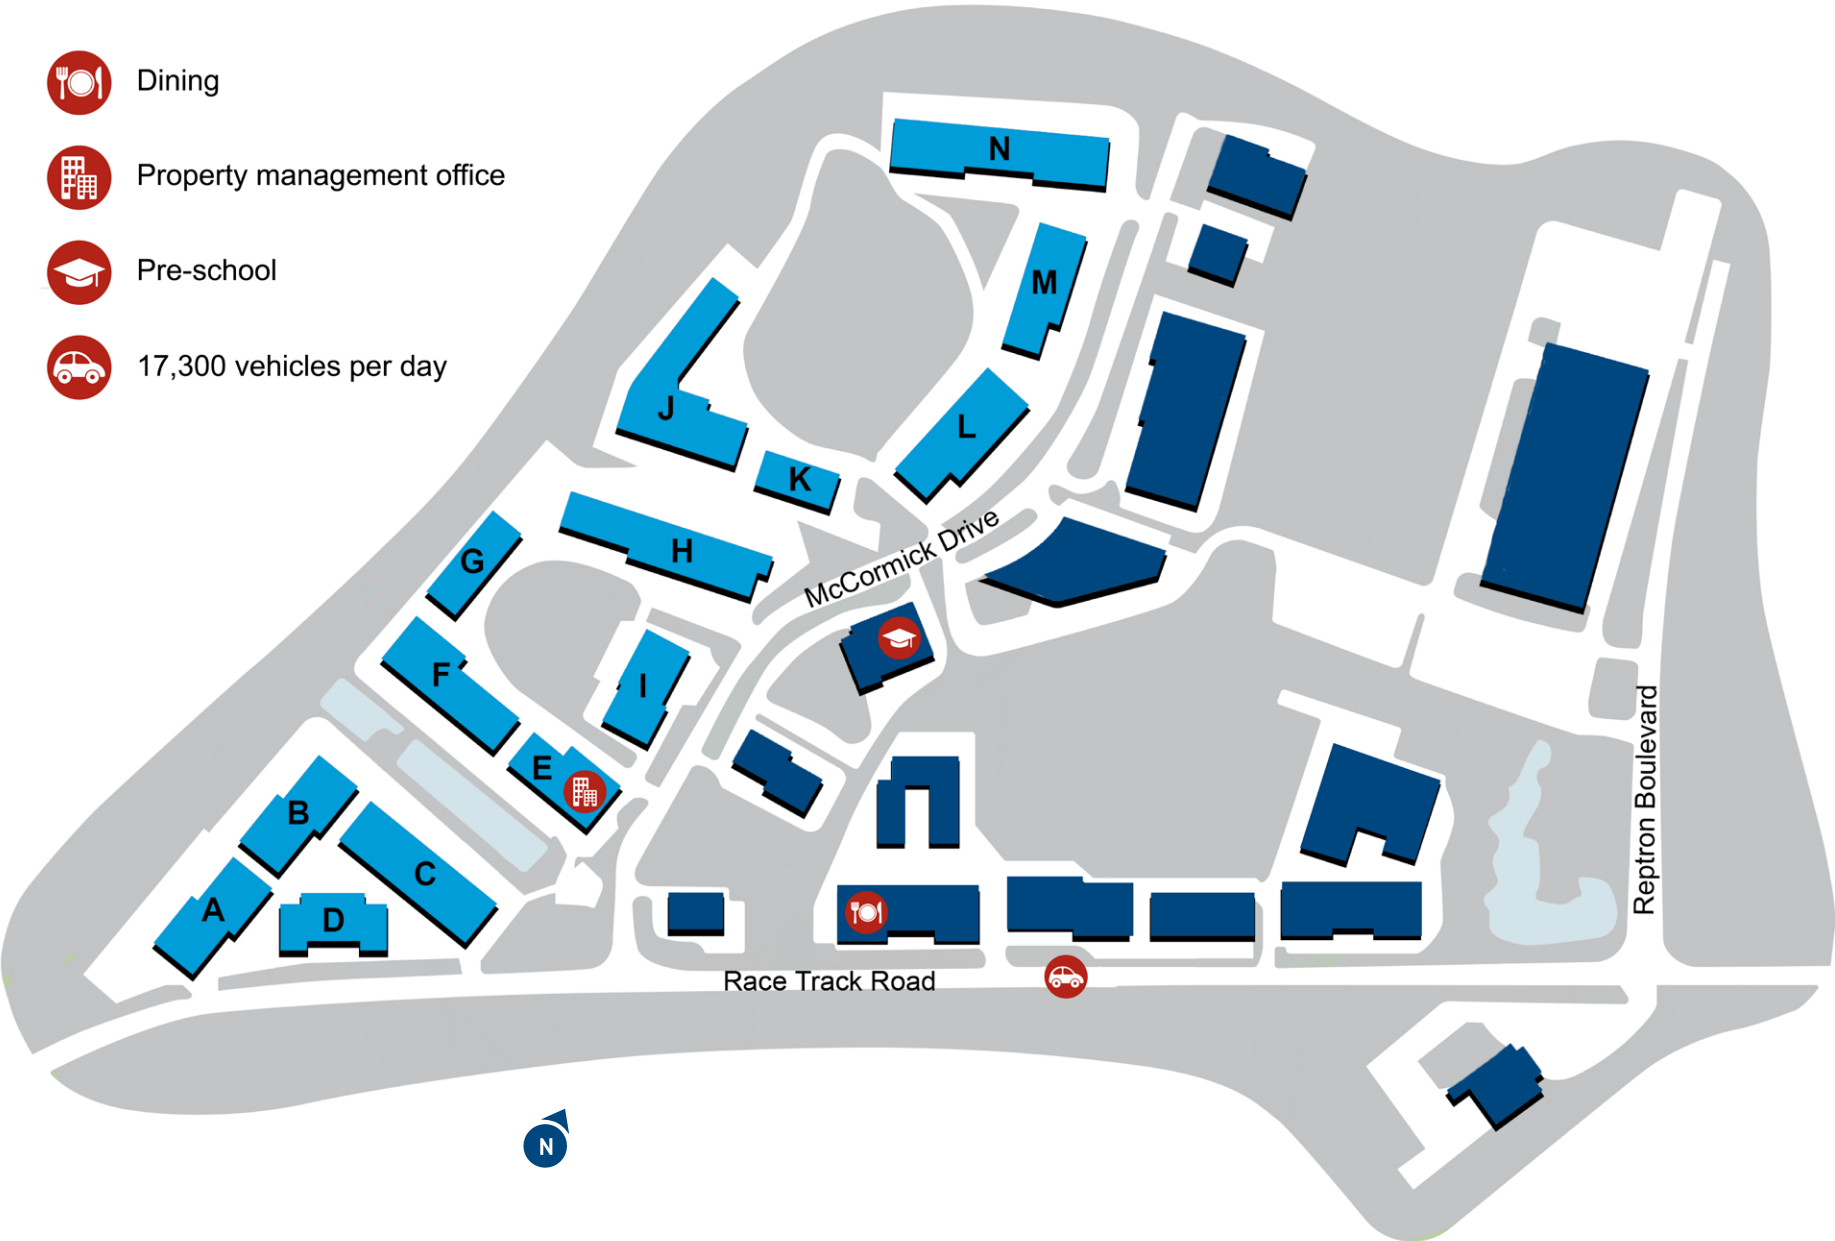 Dining
Property management office
Pre-school
17,300 vehicles per day
N
M
J
L
K
H
G
McCormick Drive
F
I
E
B
C
A
D
Reptron Boulevard
Race Track Road
N